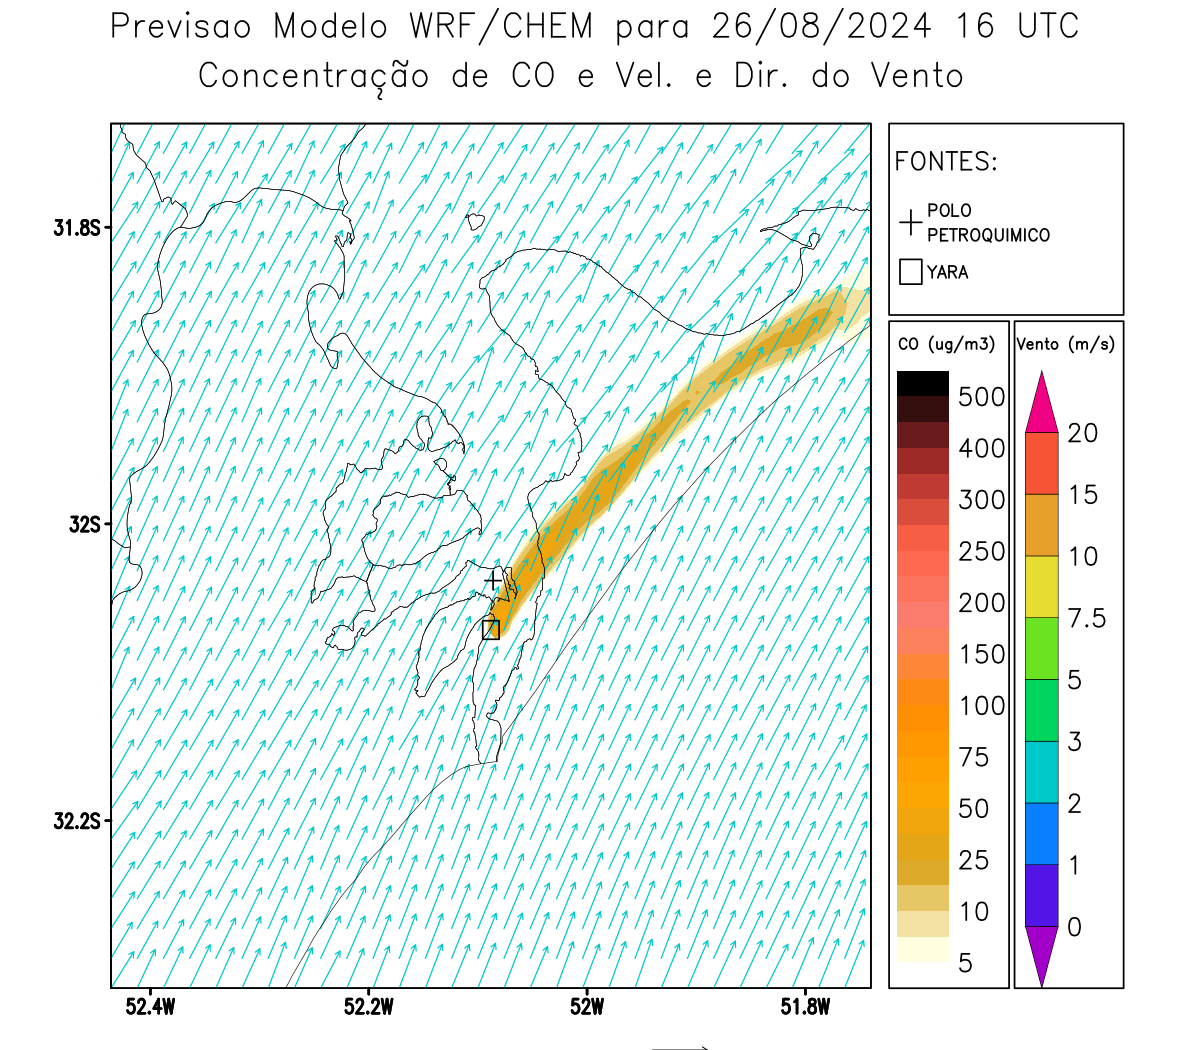 Previsao Modelo WRF/CHEM para 26/08/2024 16 UTC
Concentração de CO e Vel. e Dir. do Vento
FONTES:
POLO
PETROQUIMICO
YARA
31.8S
32S
32.2S
52.4W
52.2W
52W
51.8W
CO (ug/m3)
500
400
300
250
200
150
100
75
50
25
10
5
Vento (m/s)
20
15
10
7.5
5
3
2
1
0